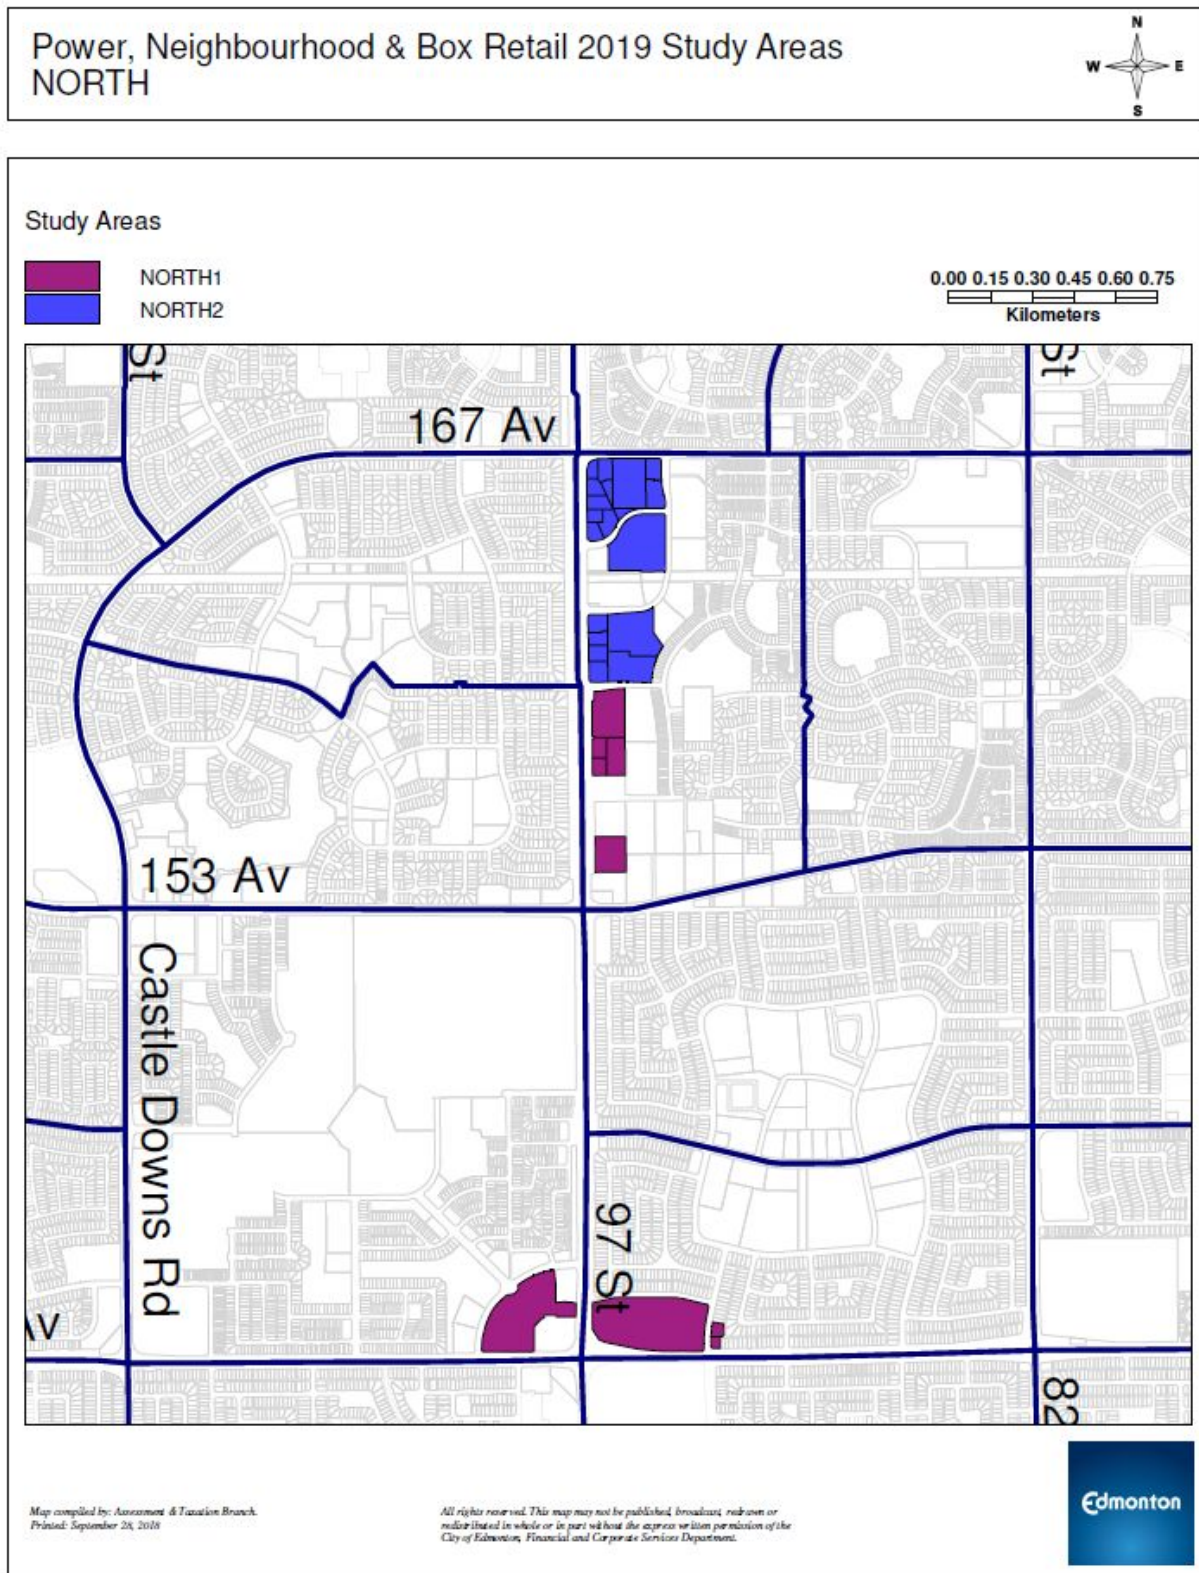 Power, Neighbourhood & Box Retail 2019 Study Areas
NORTH
N
W
E
S
Study Areas
NORTH1
NORTH2
0.00 0.15 0.30 0.45 0.60 0.75
Kilometers
St
St
167 Av
153 Av
Castle Downs Rd
97 St
Av
82
Map compiled by: Assessment & Taxation Branch.
Printed: September 28, 2018
All rights reserved. This map may not be published, broadcast, redrawn or
redistributed in whole or in part without the express written permission of the
City of Edmonton, Financial and Corporate Services Department.
Edmonton